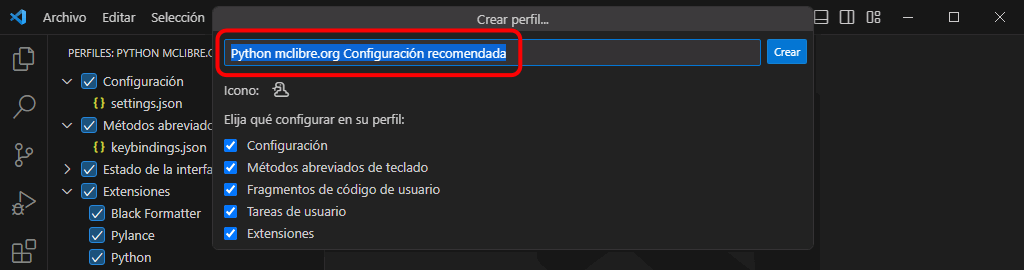 Archivo Editar Selección
Crear perfil...
PERFILES: PYTHON MCLIBRE.O
Python mclibre.org Configuración recomendada
Crear
Configuración
{ } settings.json
Métodos abreviado
{ } keybindings.json
Estado de la interfa
Extensiones
Black Formatter
Pylance
Python
Icono:
Elija qué configurar en su perfil:
Configuración
Métodos abreviados de teclado
Fragmentos de código de usuario
Tareas de usuario
Extensiones